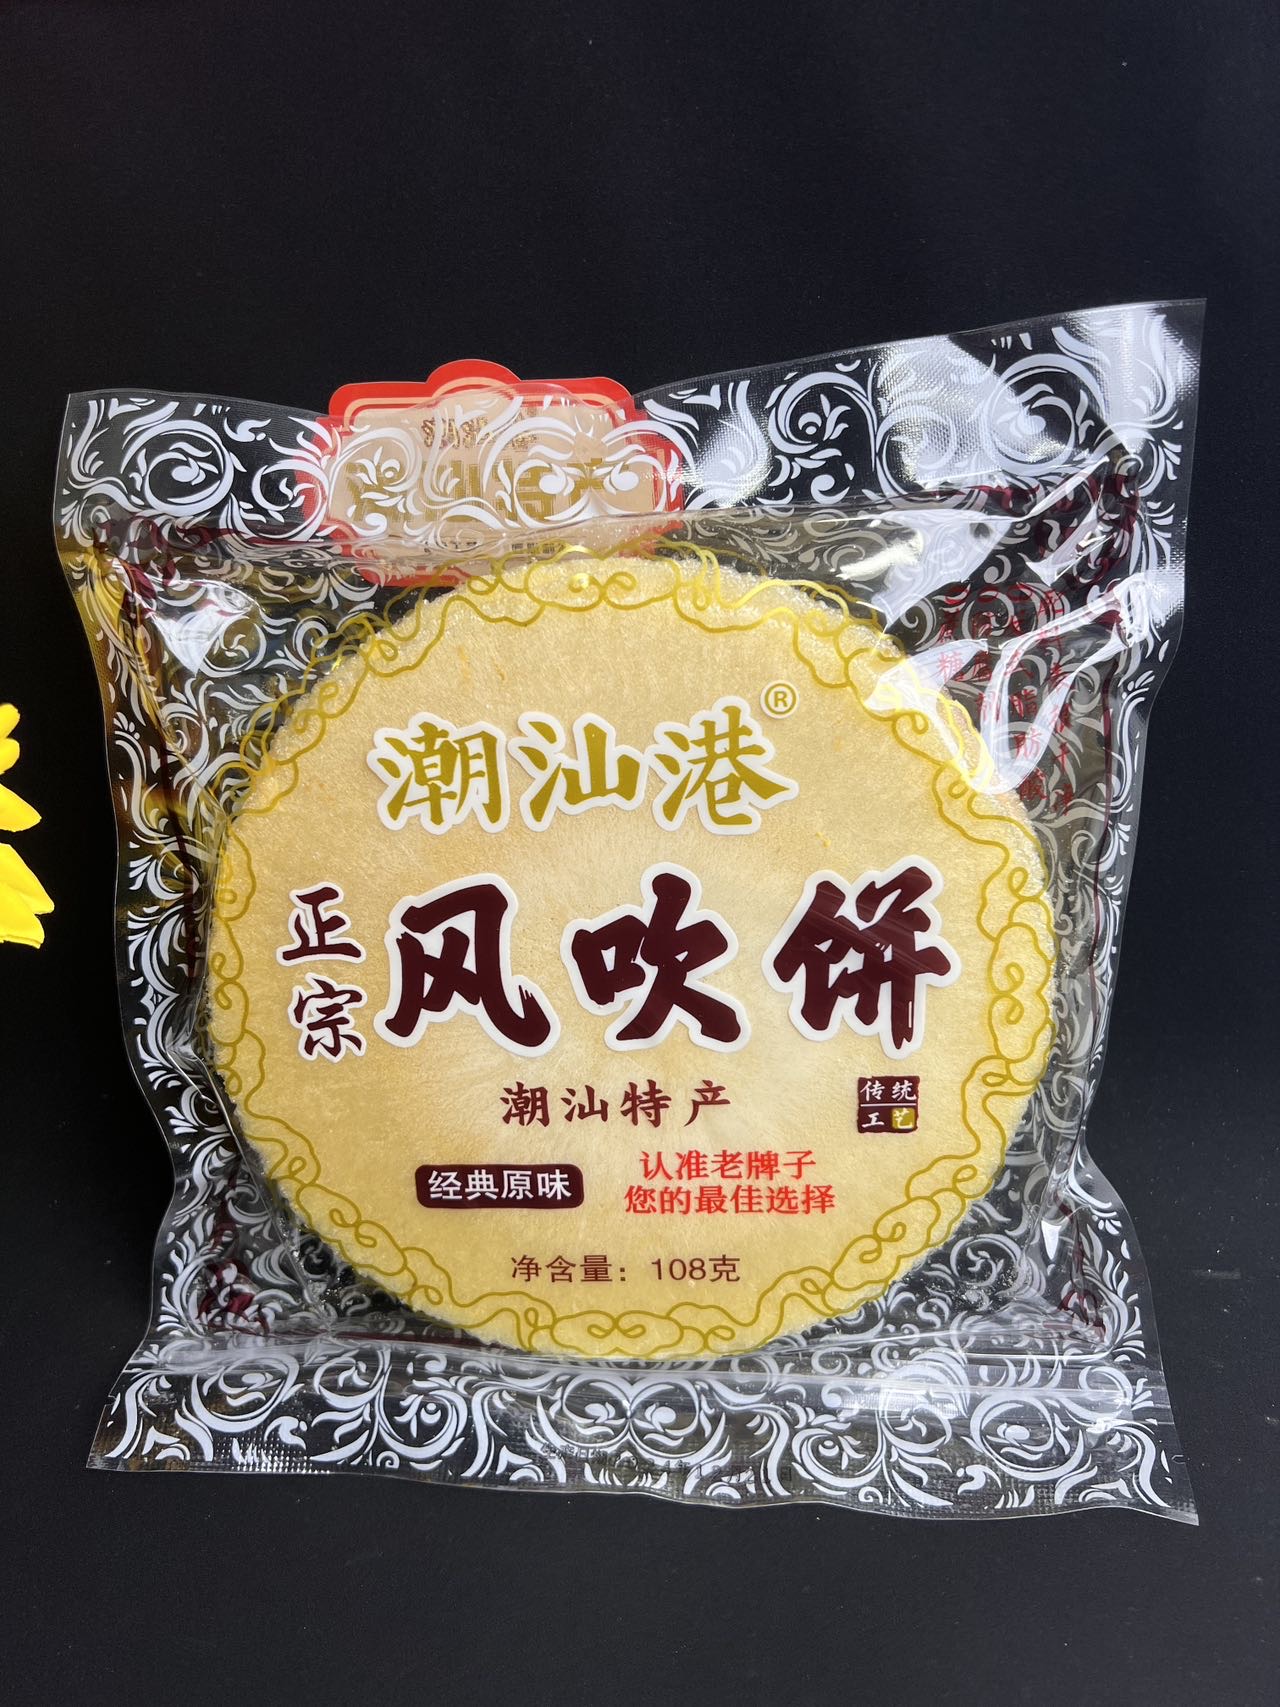 潮汕港®
正宗
风吹饼
潮汕特产
传统
工艺
经典原味
认准老牌子
您的最佳选择
净含量：108克